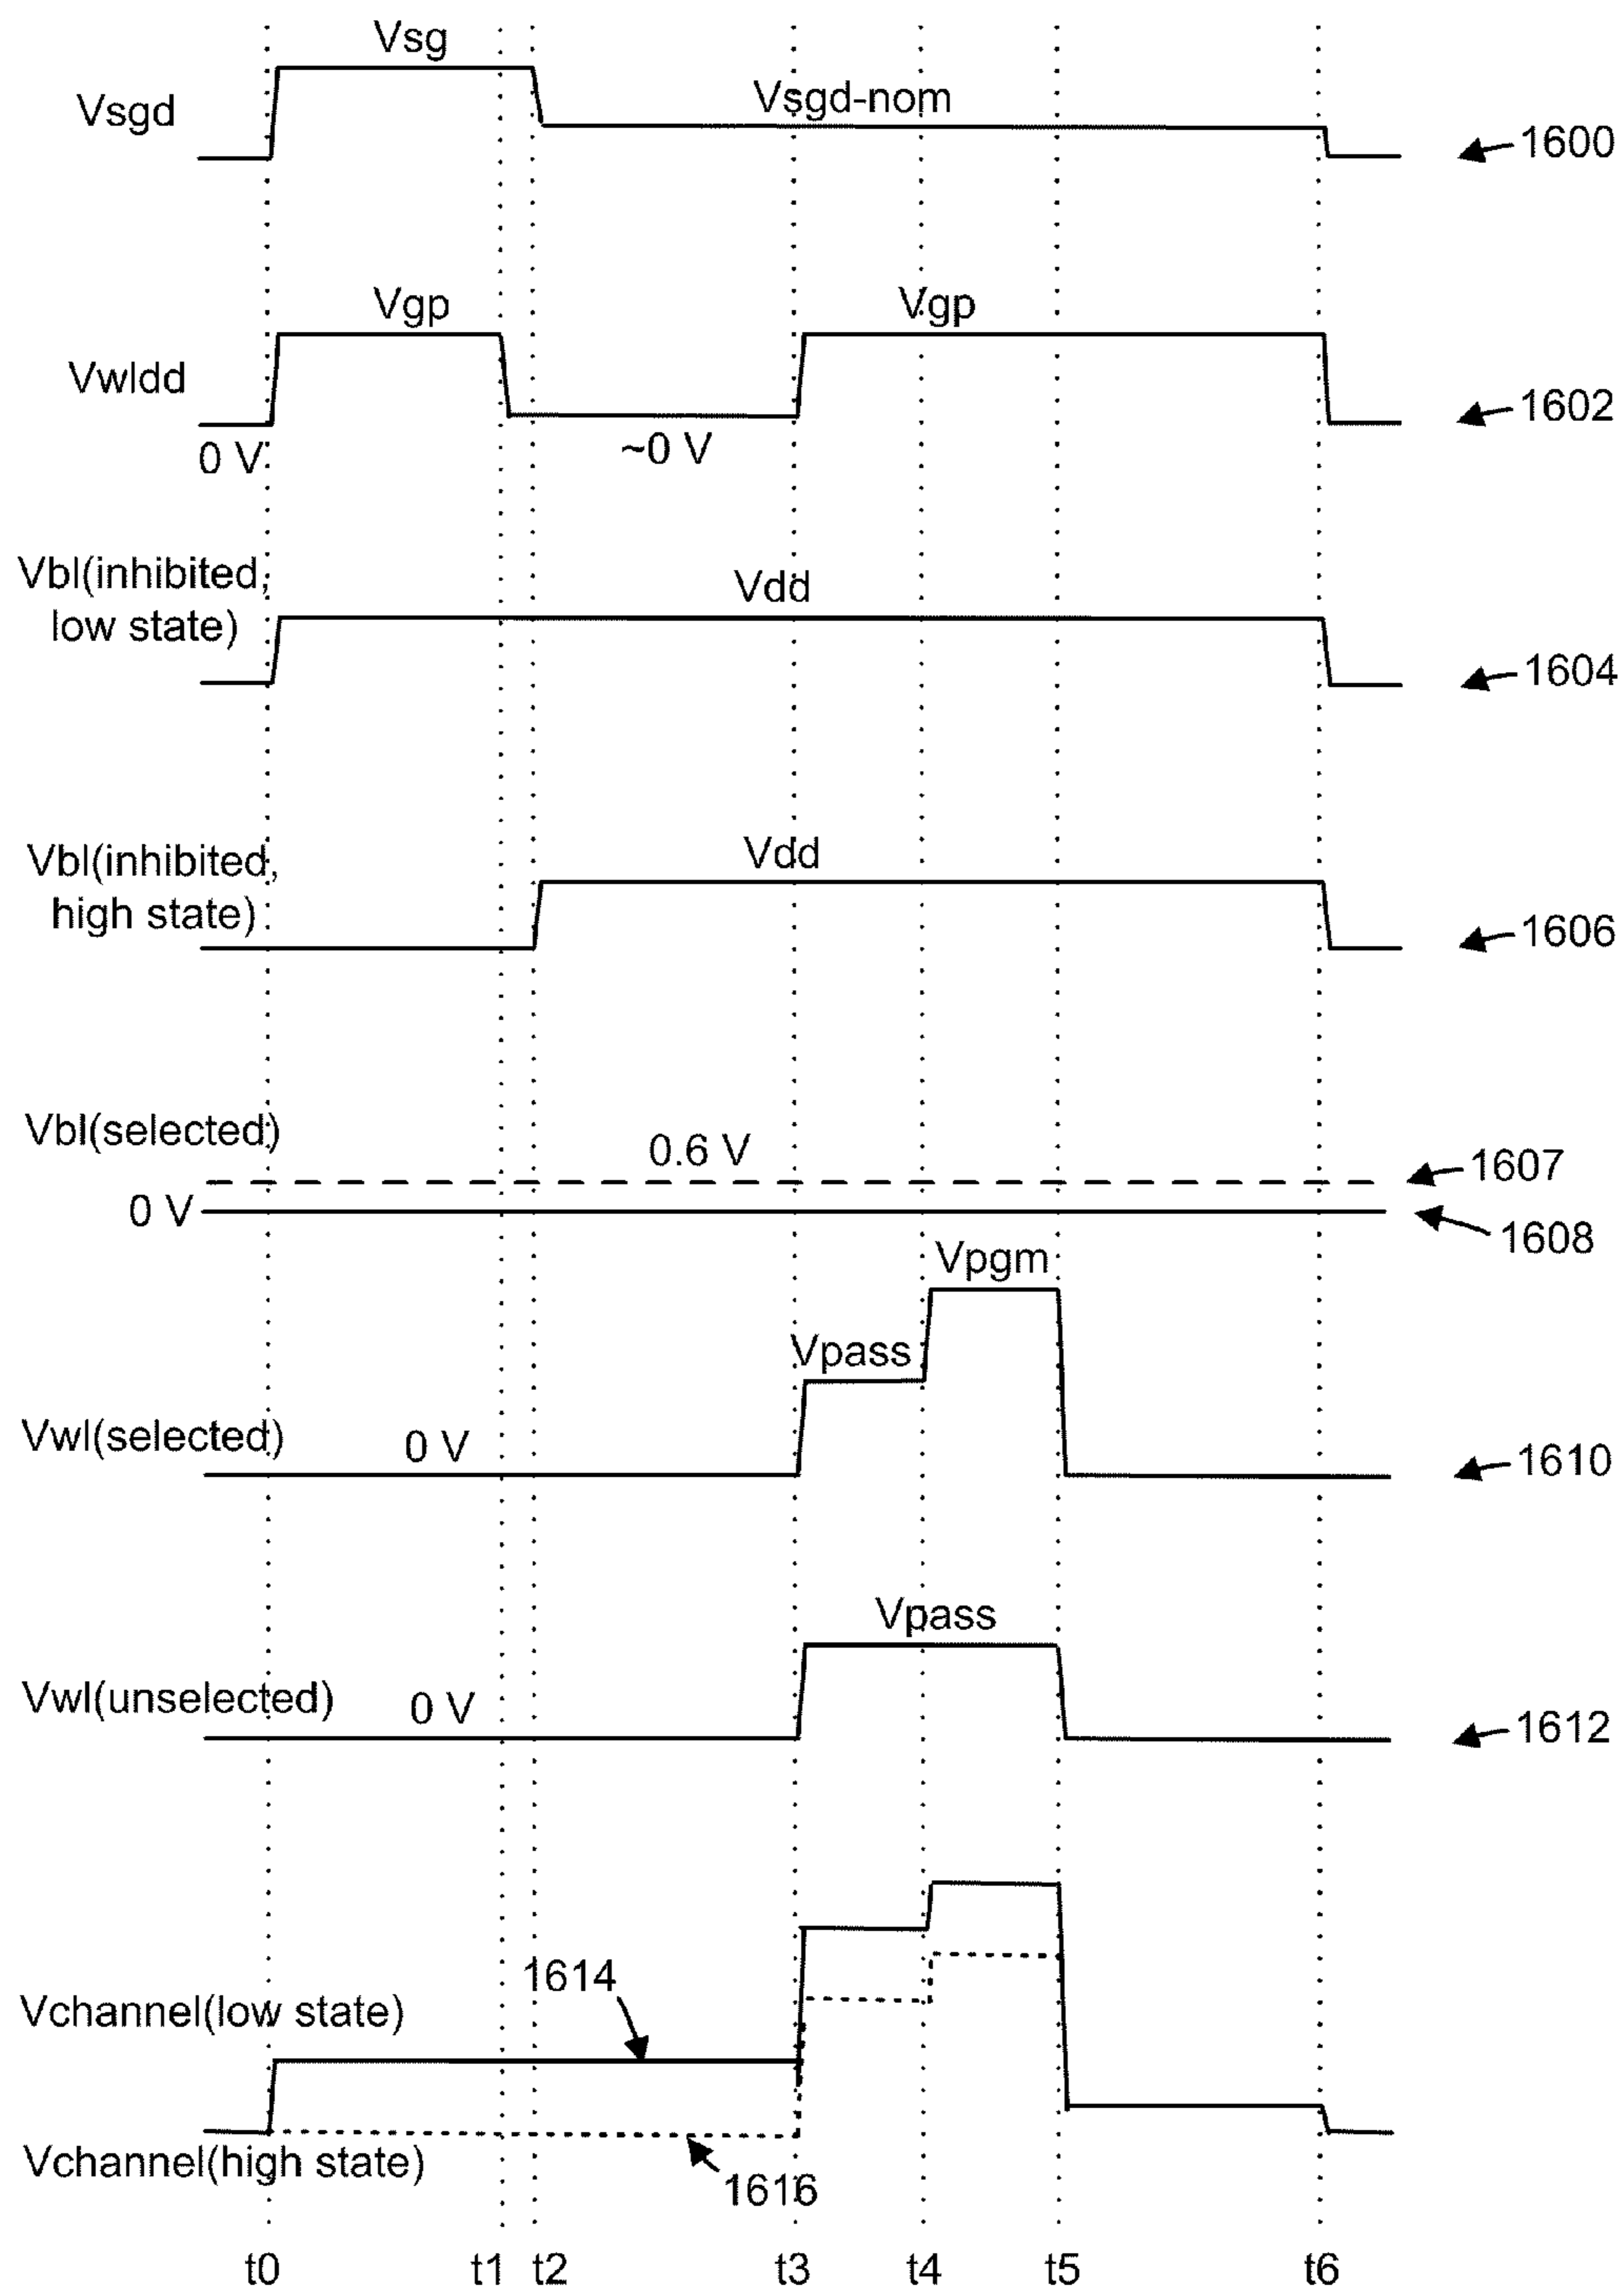 Vsg
Vsgd
Vsgd-nom
1600
Vgp
Vgp
Vwldd
1602
0 V
~0 V
Vbl(inhibited,
low state)
Vdd
1604
Vbl(inhibited,
high state)
Vdd
1606
Vbl(selected)
0.6 V
1607
0 V
1608
Vpgm
Vpass
Vwl(selected)
0 V
1610
Vpass
Vwl(unselected)
0 V
1612
1614
Vchannel(low state)
Vchannel(high state)
1616
t0 t1 t2 t3 t4 t5 t6